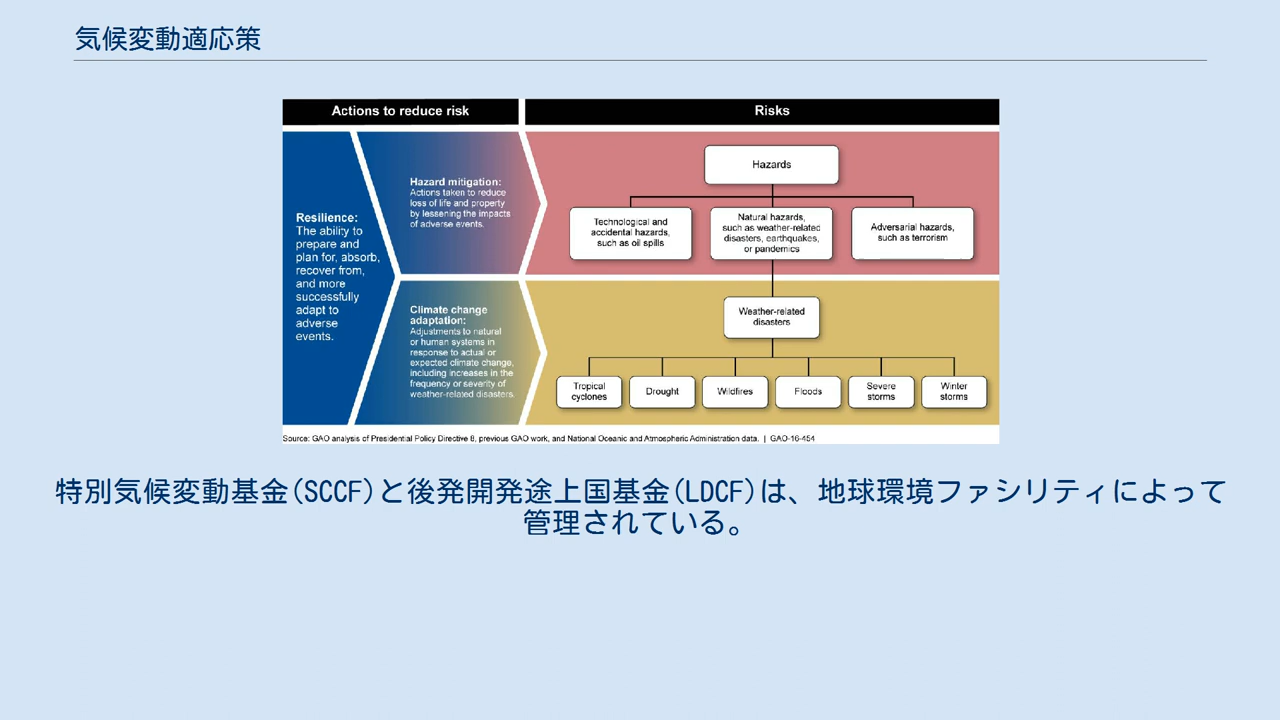 気候変動適応策
Actions to reduce risk
Risks
Resilience:
The ability to
prepare and
plan for, absorb,
recover from,
and more
successfully
adapt to
adverse
events.
Hazard mitigation:
Actions taken to reduce
loss of life and property
by lessening the impacts
of adverse events.
Climate change
adaptation:
Adjustments to natural
or human systems in
response to actual or
expected climate change,
including increases in the
frequency or severity of
weather-related disasters.
Hazards
Technological and
accidental hazards,
such as oil spills
Natural hazards,
such as weather-related
disasters, earthquakes,
or pandemics
Adversarial hazards,
such as terrorism
Weather-related
disasters
Tropical
cyclones
Drought
Wildfires
Floods
Severe
storms
Winter
storms
Source: GAO analysis of Presidential Policy Directive 8, previous GAO work, and National Oceanic and Atmospheric Administration data. | GAO-16-454
特別気候変動基金(SCCF)と後発開発途上国基金(LDCF)は、地球環境ファシリティによって
管理されている。